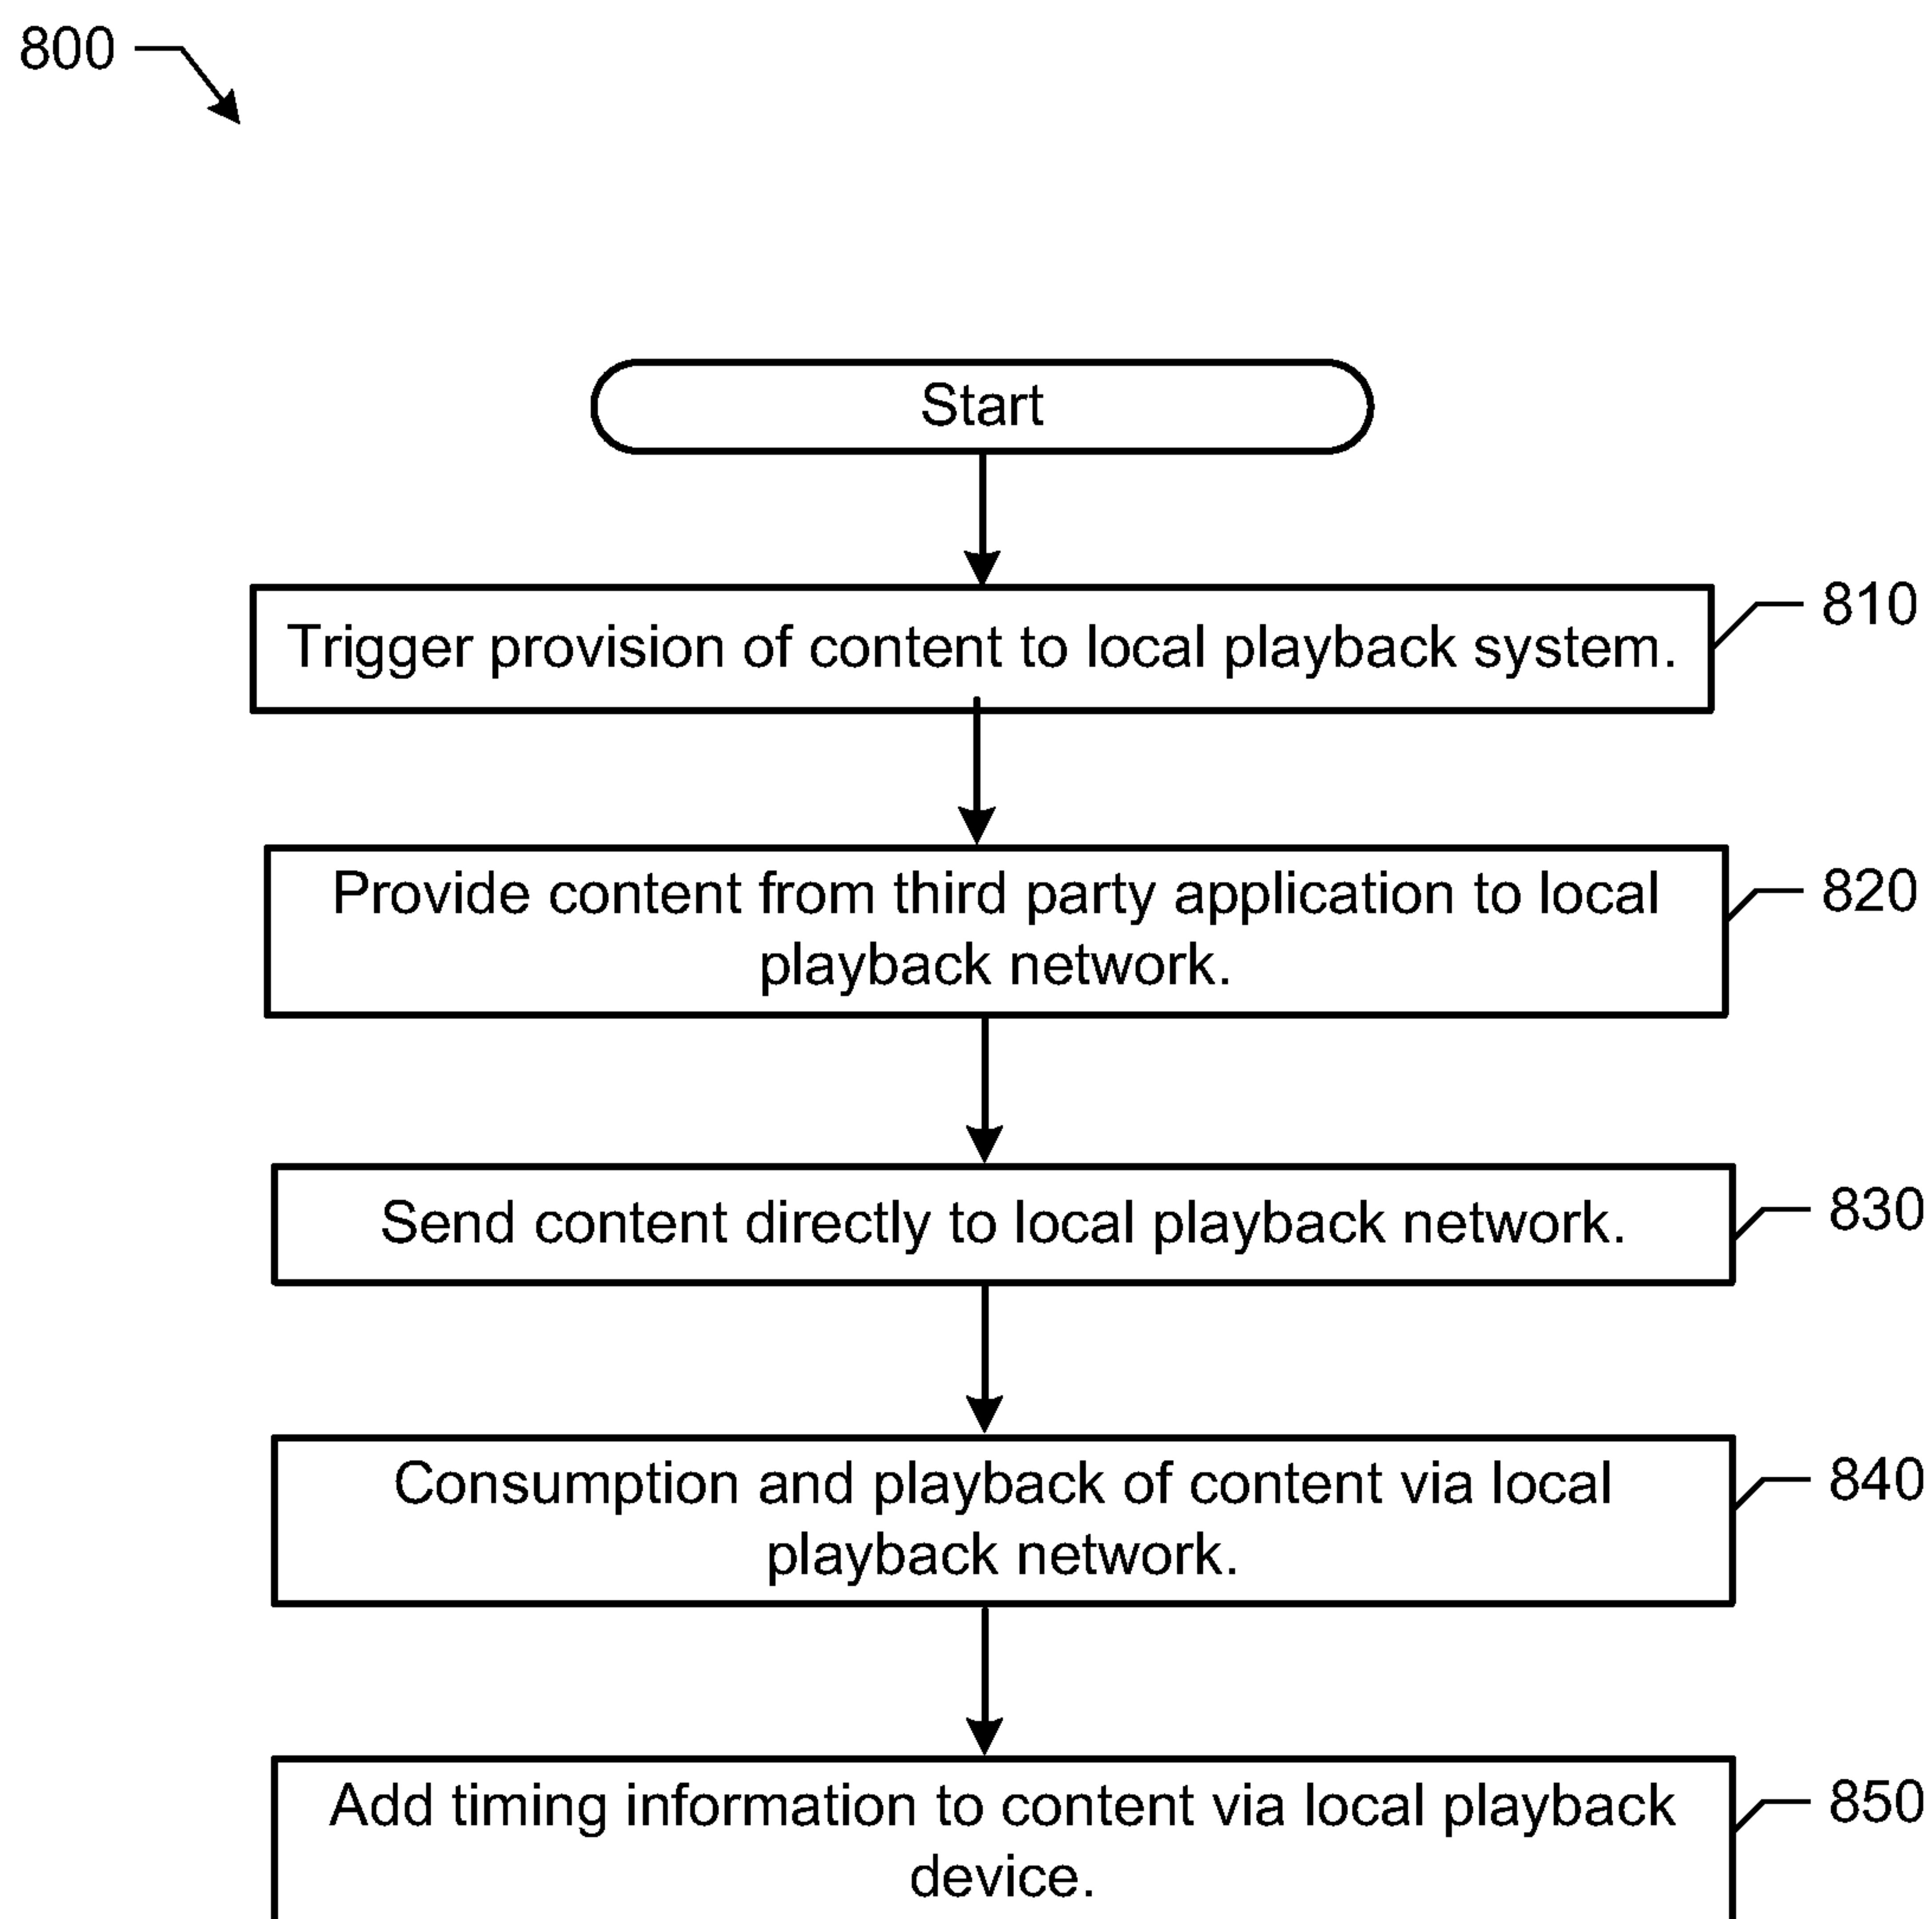 800
Start
Trigger provision of content to local playback system.
810
Provide content from third party application to local
playback network.
820
Send content directly to local playback network.
830
Consumption and playback of content via local
playback network.
840
Add timing information to content via local playback
device.
850